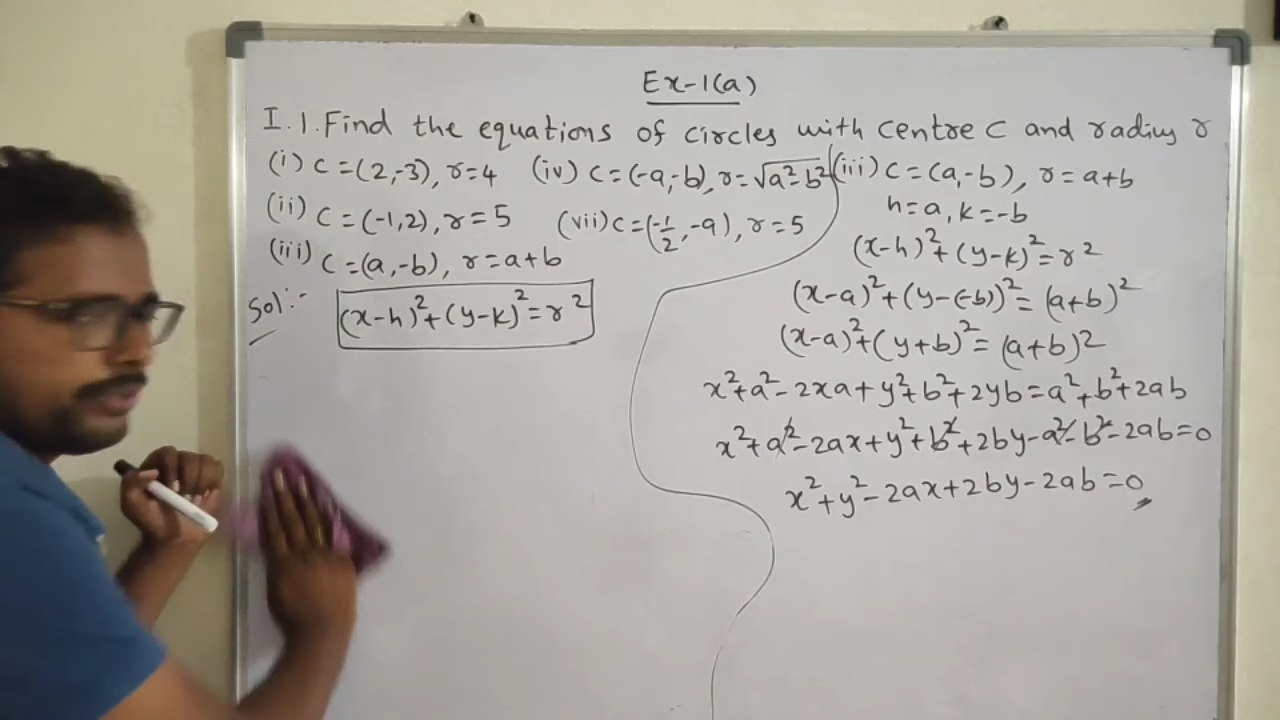 Ex-1(a)
I. 1. Find the equations of circles with centre C and radius r
(i) C=(2,-3), r=4 (iv) C=(-a,-b), r=√a²-b²
(ii) C=(-1,2), r=5 (vii) C=(-1/2,-9), r=5
(iii) C=(a,-b), r=a+b
Sol:- (x-h)²+(y-k)²=r²
(iii) C=(a,-b), r=a+b
h=a, k=-b
(x-h)²+(y-k)²=r²
(x-a)²+(y-(-b))²=(a+b)²
(x-a)²+(y+b)²=(a+b)2
x²+a²-2xa+y²+b²+2yb=a²+b²+2ab
x²+a²-2ax+y²+b²+2by-a²-b²-2ab=0
x²+y²-2ax+2by-2ab=0